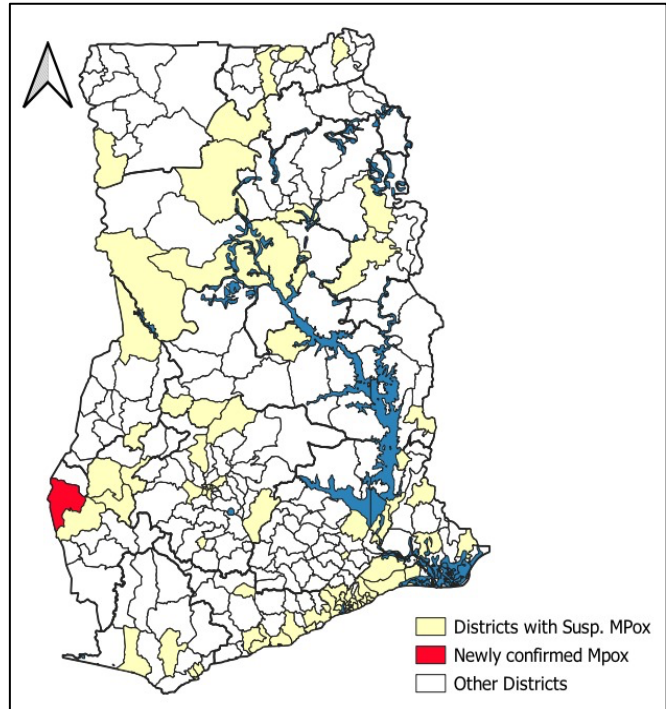 Districts with Susp. MPox
Newly confirmed Mpox
Other Districts